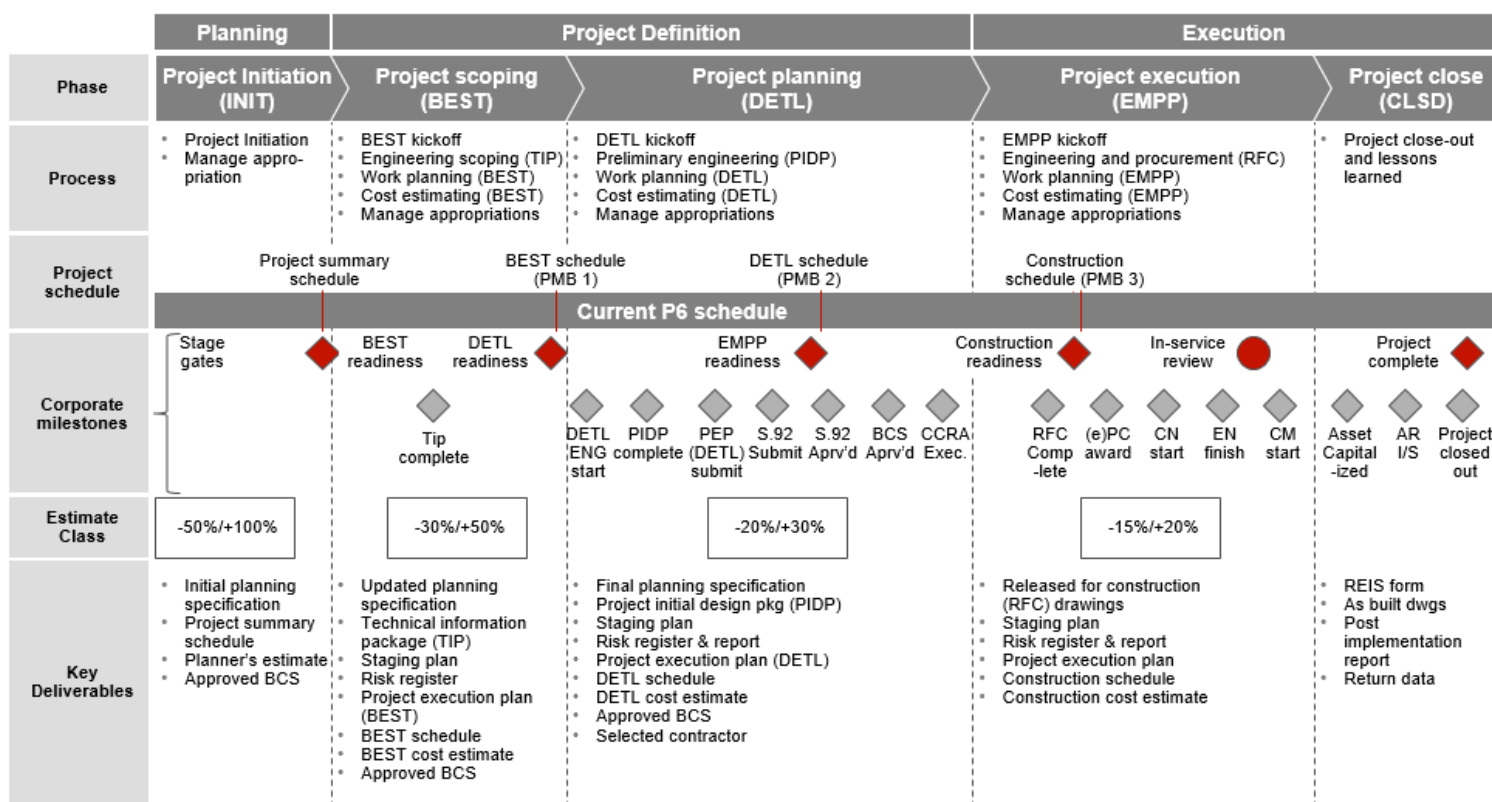 Planning
Project Definition
Execution
Phase
Project Initiation
(INIT)
Project scoping
(BEST)
Project planning
(DETL)
Project execution
(EMPP)
Project close
(CLSD)
Process
• Project Initiation
• Manage appro-
priation
• BEST kickoff
• Engineering scoping (TIP)
• Work planning (BEST)
• Cost estimating (BEST)
• Manage appropriations
• DETL kickoff
• Preliminary engineering (PIDP)
• Work planning (DETL)
• Cost estimating (DETL)
• Manage appropriations
• EMPP kickoff
• Engineering and procurement (RFC)
• Work planning (EMPP)
• Cost estimating (EMPP)
• Manage appropriations
• Project close-out
and lessons
learned
Project
schedule
Project summary
schedule
BEST schedule
(PMB 1)
DETL schedule
(PMB 2)
Construction
schedule (PMB 3)
Current P6 schedule
Corporate
milestones
Stage
gates
BEST
readiness
DETL
readiness
EMPP
readiness
Construction
readiness
In-service
review
Project
complete
Tip
complete
DETL
ENG
start
PIDP
complete
PEP
(DETL)
submit
S.92
Submit
S.92
Aprv'd
BCS
Aprv'd
CCRA
Exec.
RFC
Comp
-lete
(e)PC
award
CN
start
EN
finish
CM
start
Asset
Capital
-ized
AR
I/S
Project
closed
out
Estimate
Class
-50%/+100%
-30%/+50%
-20%/+30%
-15%/+20%
Key
Deliverables
• Initial planning
specification
• Project summary
schedule
• Planner's estimate
• Approved BCS
• Updated planning
specification
• Technical information
package (TIP)
• Staging plan
• Risk register
• Project execution plan
(BEST)
• BEST schedule
• BEST cost estimate
• Approved BCS
• Final planning specification
• Project initial design pkg (PIDP)
• Staging plan
• Risk register & report
• Project execution plan (DETL)
• DETL schedule
• DETL cost estimate
• Approved BCS
• Selected contractor
• Released for construction
(RFC) drawings
• Staging plan
• Risk register & report
• Project execution plan
• Construction schedule
• Construction cost estimate
• REIS form
• As built dwgs
• Post
implementation
report
• Return data